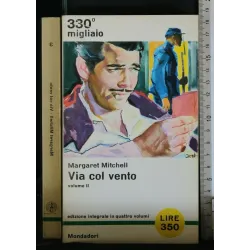 330°
migliaio
Margaret Mitchell
Via col vento
volume II
edizione integrale in quattro volumi
LIRE
350
Mondadori